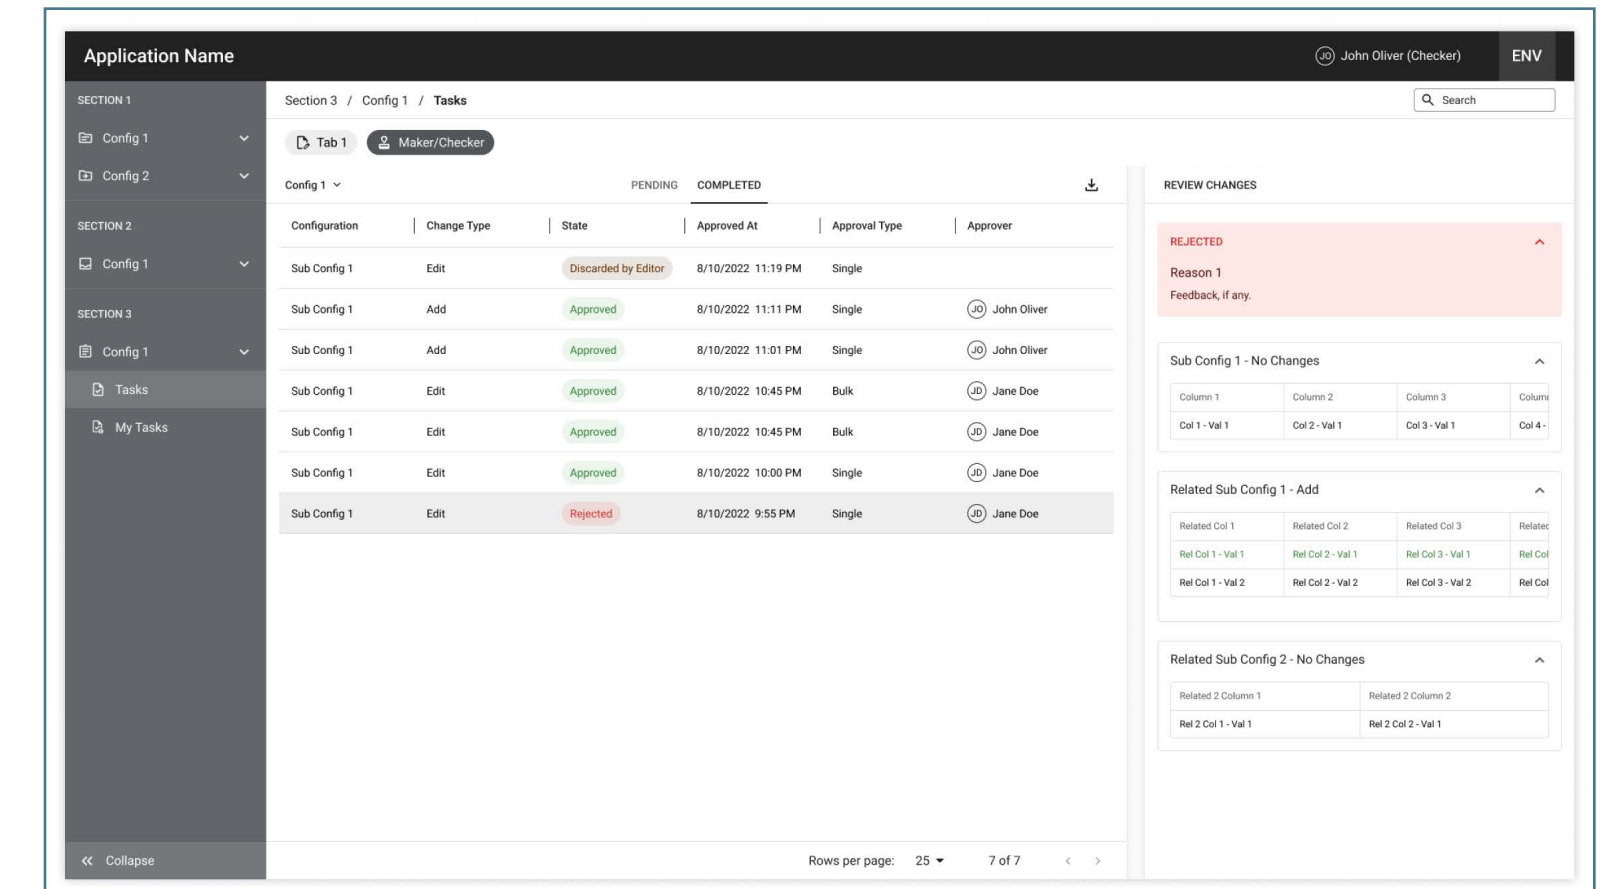 Application Name
JO John Oliver (Checker) ENV
SECTION 1
Config 1
Config 2
SECTION 2
Config 1
SECTION 3
Config 1
Tasks
My Tasks
Collapse
Section 3 / Config 1 / Tasks
Search
Tab 1 Maker/Checker
Config 1 PENDING COMPLETED
Configuration Change Type State Approved At Approval Type Approver
Sub Config 1 Edit Discarded by Editor 8/10/2022 11:19 PM Single
Sub Config 1 Add Approved 8/10/2022 11:11 PM Single JO John Oliver
Sub Config 1 Add Approved 8/10/2022 11:01 PM Single JO John Oliver
Sub Config 1 Edit Approved 8/10/2022 10:45 PM Bulk JD Jane Doe
Sub Config 1 Edit Approved 8/10/2022 10:45 PM Bulk JD Jane Doe
Sub Config 1 Edit Approved 8/10/2022 10:00 PM Single JD Jane Doe
Sub Config 1 Edit Rejected 8/10/2022 9:55 PM Single JD Jane Doe
Rows per page: 25 7 of 7
REVIEW CHANGES
REJECTED
Reason 1
Feedback, if any.
Sub Config 1 - No Changes
Column 1 Column 2 Column 3 Colum
Col 1 - Val 1 Col 2 - Val 1 Col 3 - Val 1 Col 4 -
Related Sub Config 1 - Add
Related Col 1 Related Col 2 Related Col 3 Related
Rel Col 1 - Val 1 Rel Col 2 - Val 1 Rel Col 3 - Val 1 Rel Col
Rel Col 1 - Val 2 Rel Col 2 - Val 2 Rel Col 3 - Val 2 Rel Col
Related Sub Config 2 - No Changes
Related 2 Column 1 Related 2 Column 2
Rel 2 Col 1 - Val 1 Rel 2 Col 2 - Val 1